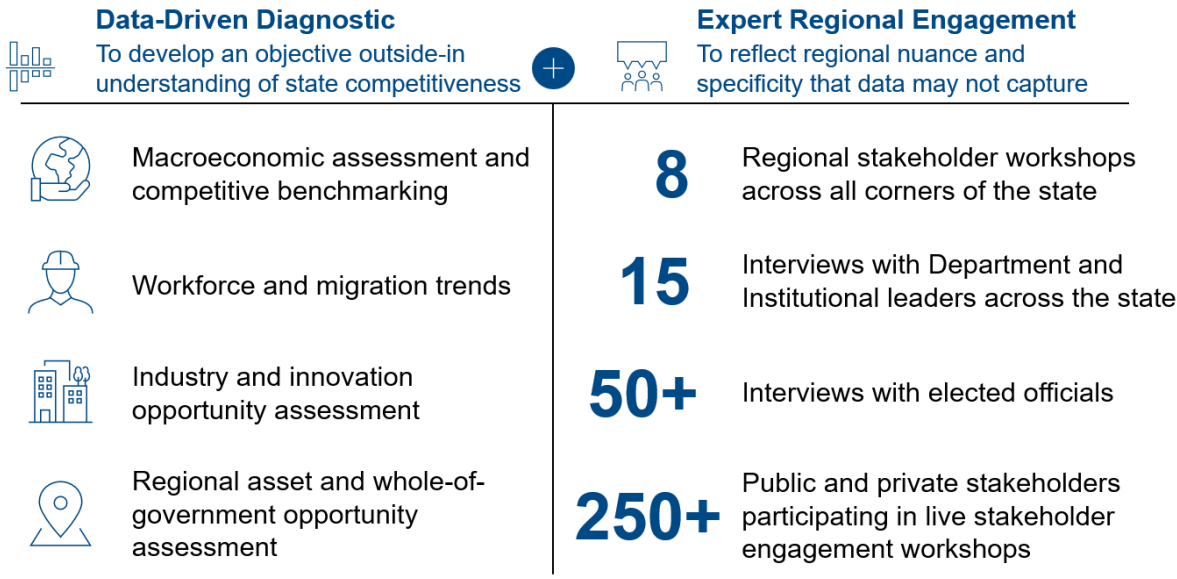 Data-Driven Diagnostic
To develop an objective outside-in
understanding of state competitiveness
+
Expert Regional Engagement
To reflect regional nuance and
specificity that data may not capture
Macroeconomic assessment and
competitive benchmarking
Workforce and migration trends
Industry and innovation
opportunity assessment
Regional asset and whole-of-
government opportunity
assessment
8
Regional stakeholder workshops
across all corners of the state
15
Interviews with Department and
Institutional leaders across the state
50+
Interviews with elected officials
250+
Public and private stakeholders
participating in live stakeholder
engagement workshops